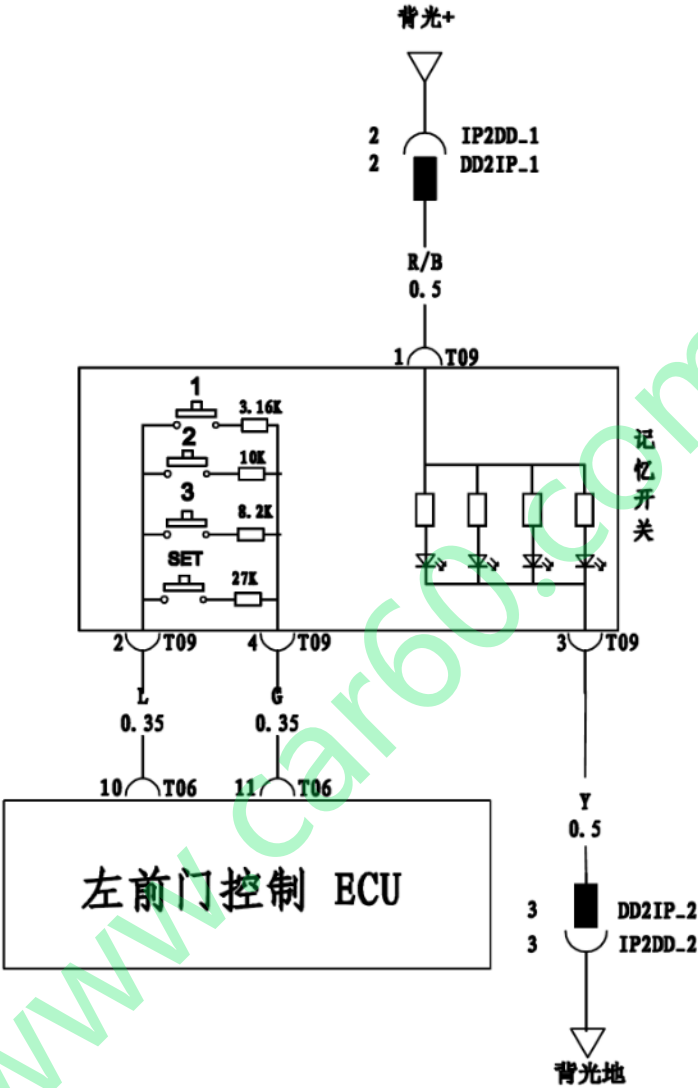 背光+
2 IP2DD_1
2 DD2IP_1
R/B
0.5
1 T09
1
3.16K
2
10K
3
8.2K
SET
27K
记忆开关
2 T09
4 T09
3 T09
L
0.35
G
0.35
10 T06
11 T06
Y
0.5
左前门控制 ECU
3 DD2IP_2
3 IP2DD_2
背光地
www.car60.com